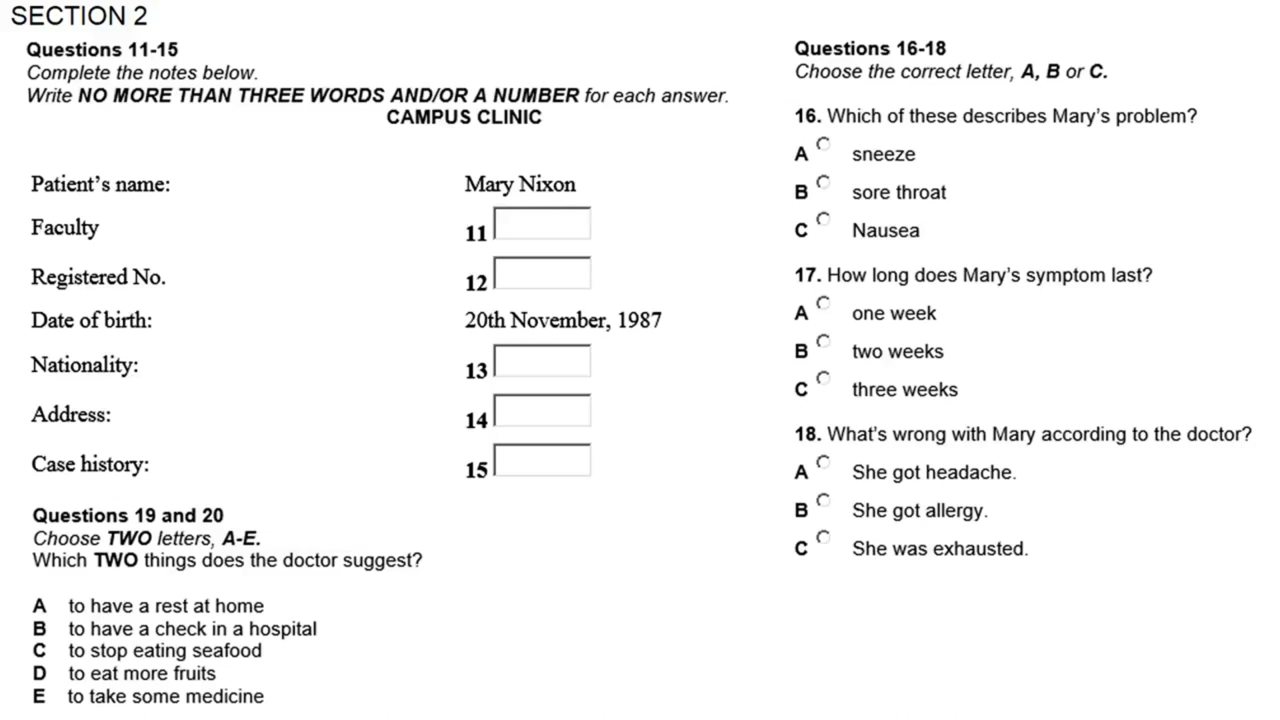 SECTION 2
Questions 11-15
Complete the notes below.
Write NO MORE THAN THREE WORDS AND/OR A NUMBER for each answer.
CAMPUS CLINIC
Patient's name: Mary Nixon
Faculty 11
Registered No. 12
Date of birth: 20th November, 1987
Nationality: 13
Address: 14
Case history: 15
Questions 19 and 20
Choose TWO letters, A-E.
Which TWO things does the doctor suggest?
A to have a rest at home
B to have a check in a hospital
C to stop eating seafood
D to eat more fruits
E to take some medicine
Questions 16-18
Choose the correct letter, A, B or C.
16. Which of these describes Mary's problem?
A sneeze
B sore throat
C Nausea
17. How long does Mary's symptom last?
A one week
B two weeks
C three weeks
18. What's wrong with Mary according to the doctor?
A She got headache.
B She got allergy.
C She was exhausted.